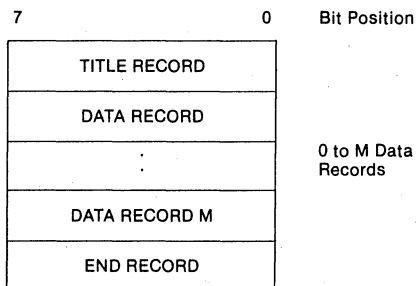 7 0 Bit Position
TITLE RECORD
DATA RECORD
:
0 to M Data
Records
DATA RECORD M
END RECORD